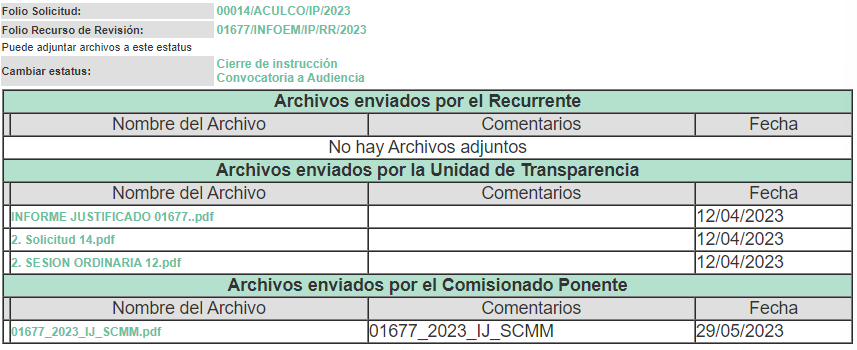 Folio Solicitud: 00014/ACULCO/IP/2023
Folio Recurso de Revisión: 01677/INFOEM/IP/RR/2023
Puede adjuntar archivos a este estatus
Cambiar estatus: Cierre de instrucción
Convocatoria a Audiencia
Archivos enviados por el Recurrente
Nombre del Archivo Comentarios Fecha
No hay Archivos adjuntos
Archivos enviados por la Unidad de Transparencia
Nombre del Archivo Comentarios Fecha
INFORME JUSTIFICADO 01677..pdf 12/04/2023
2. Solicitud 14.pdf 12/04/2023
2. SESION ORDINARIA 12.pdf 12/04/2023
Archivos enviados por el Comisionado Ponente
Nombre del Archivo Comentarios Fecha
01677_2023_IJ_SCMM.pdf 01677_2023_IJ_SCMM 29/05/2023